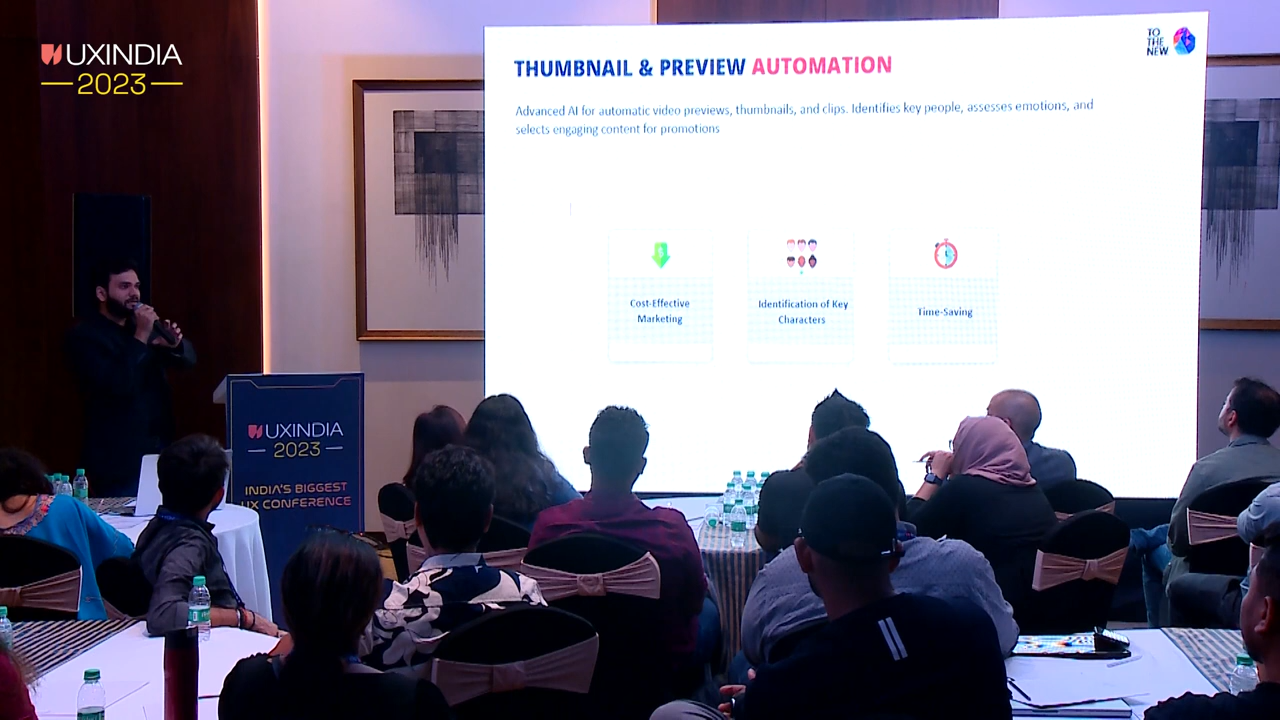 UXINDIA
2023
TO
THE
NEW
THUMBNAIL & PREVIEW AUTOMATION
Advanced AI for automatic video previews, thumbnails, and clips. Identifies key people, assesses emotions, and
selects engaging content for promotions
Cost-Effective
Marketing
Identification of Key
Characters
Time-Saving
UXINDIA
2023
INDIA'S BIGGEST
UX CONFERENCE